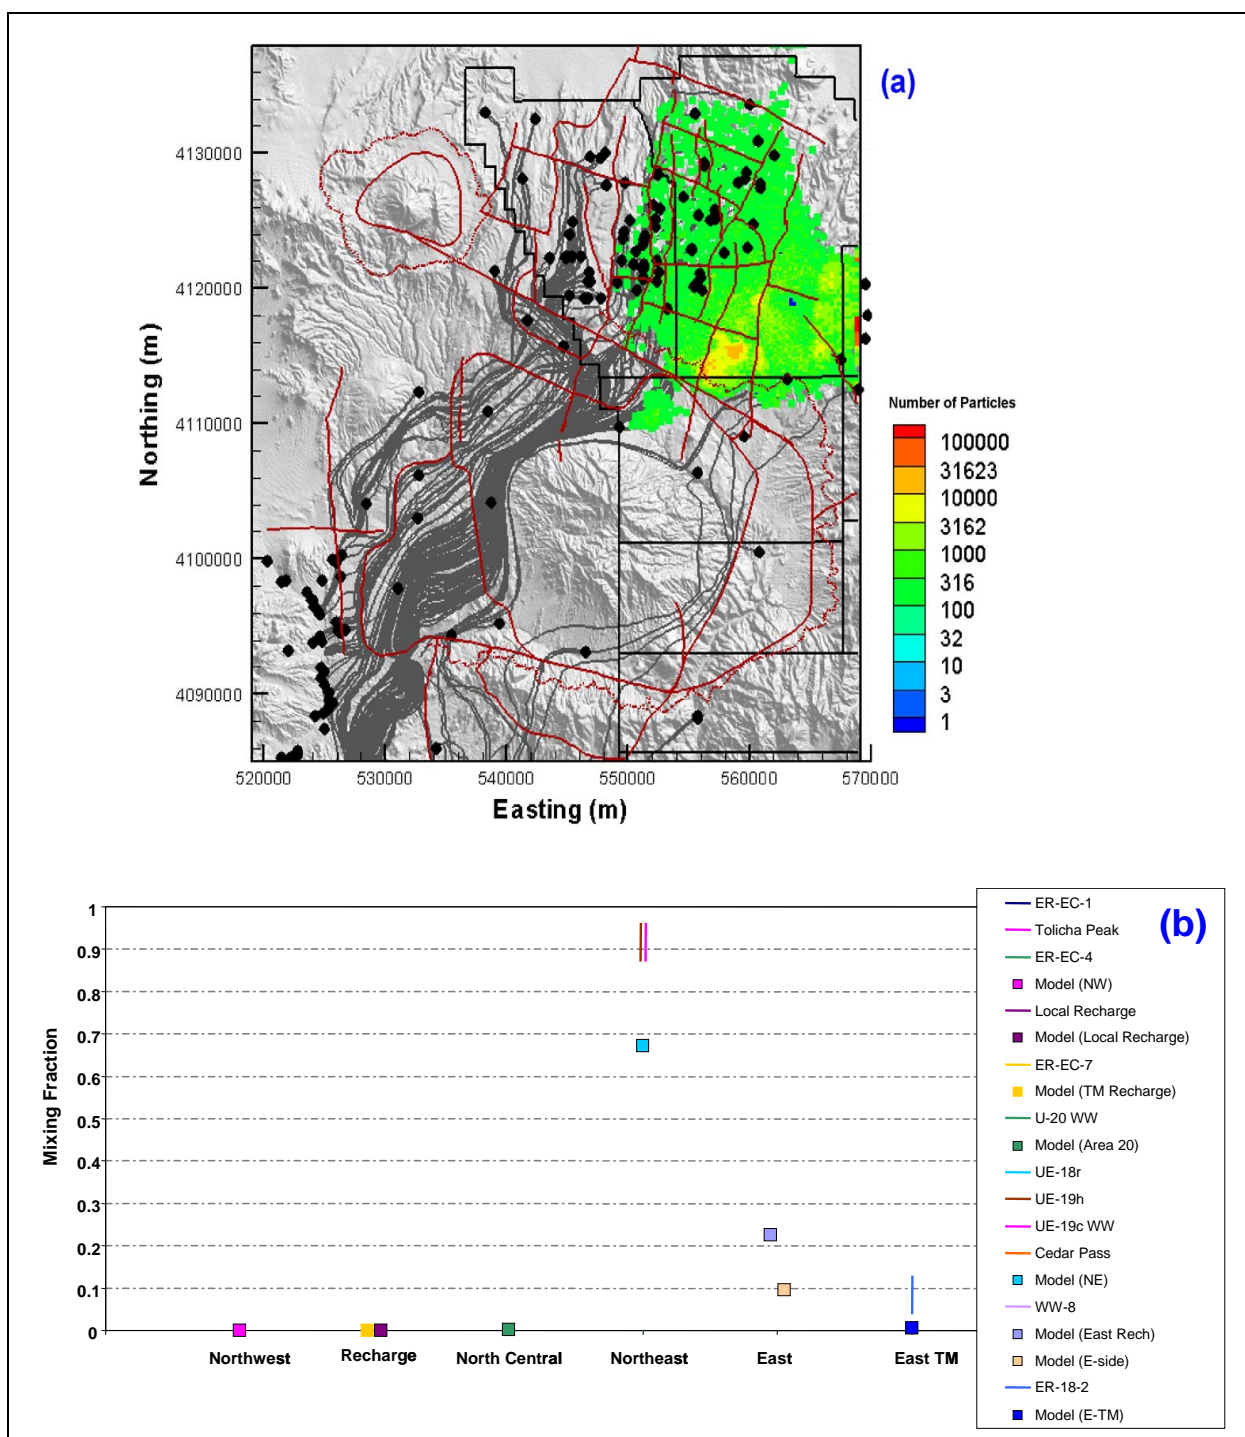 (a)
4130000
4120000
4110000
4100000
4090000
Northing (m)
520000 530000 540000 550000 560000 570000
Easting (m)
Number of Particles
100000
31623
10000
3162
1000
316
100
32
10
3
1
(b)
1
0.9
0.8
0.7
0.6
0.5
0.4
0.3
0.2
0.1
0
Mixing Fraction
Northwest Recharge North Central Northeast East East TM
ER-EC-1
Tolicha Peak
ER-EC-4
Model (NW)
Local Recharge
Model (Local Recharge)
ER-EC-7
Model (TM Recharge)
U-20 WW
Model (Area 20)
UE-18r
UE-19h
UE-19c WW
Cedar Pass
Model (NE)
WW-8
Model (East Rech)
Model (E-side)
ER-18-2
Model (E-TM)